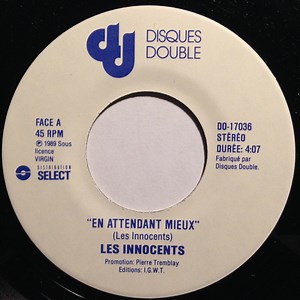 DISQUES
DOUBLE
FACE A
45 RPM
℗ 1989 Sous
licence
VIRGIN
DISTRIBUTION
SELECT
DD-17036
STÉRÉO
DURÉE: 4:07
Fabriqué par
Disques Double.
"EN ATTENDANT MIEUX"
(Les Innocents)
LES INNOCENTS
Promotion: Pierre Tremblay
Editions: I.G.W.T.